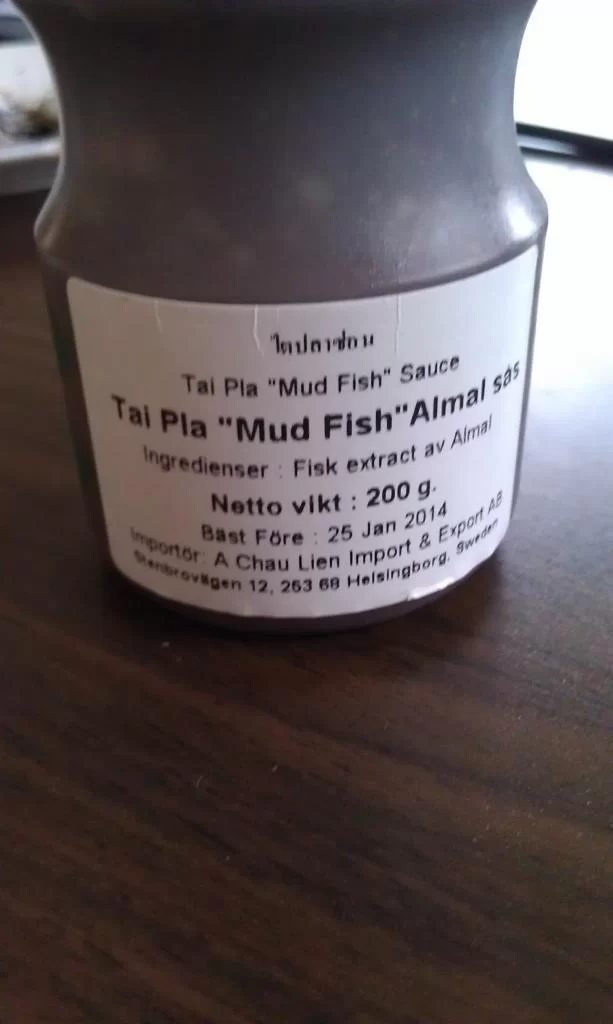 ไตปลาช่อน
Tai Pla "Mud Fish" Sauce
Tai Pla "Mud Fish"Almal sås
Ingredienser : Fisk extract av Almal
Netto vikt : 200 g.
Bäst Före : 25 Jan 2014
Importör: A Chau Lien Import & Export AB
Stenbrovägen 12, 253 68 Helsingborg, Sweden